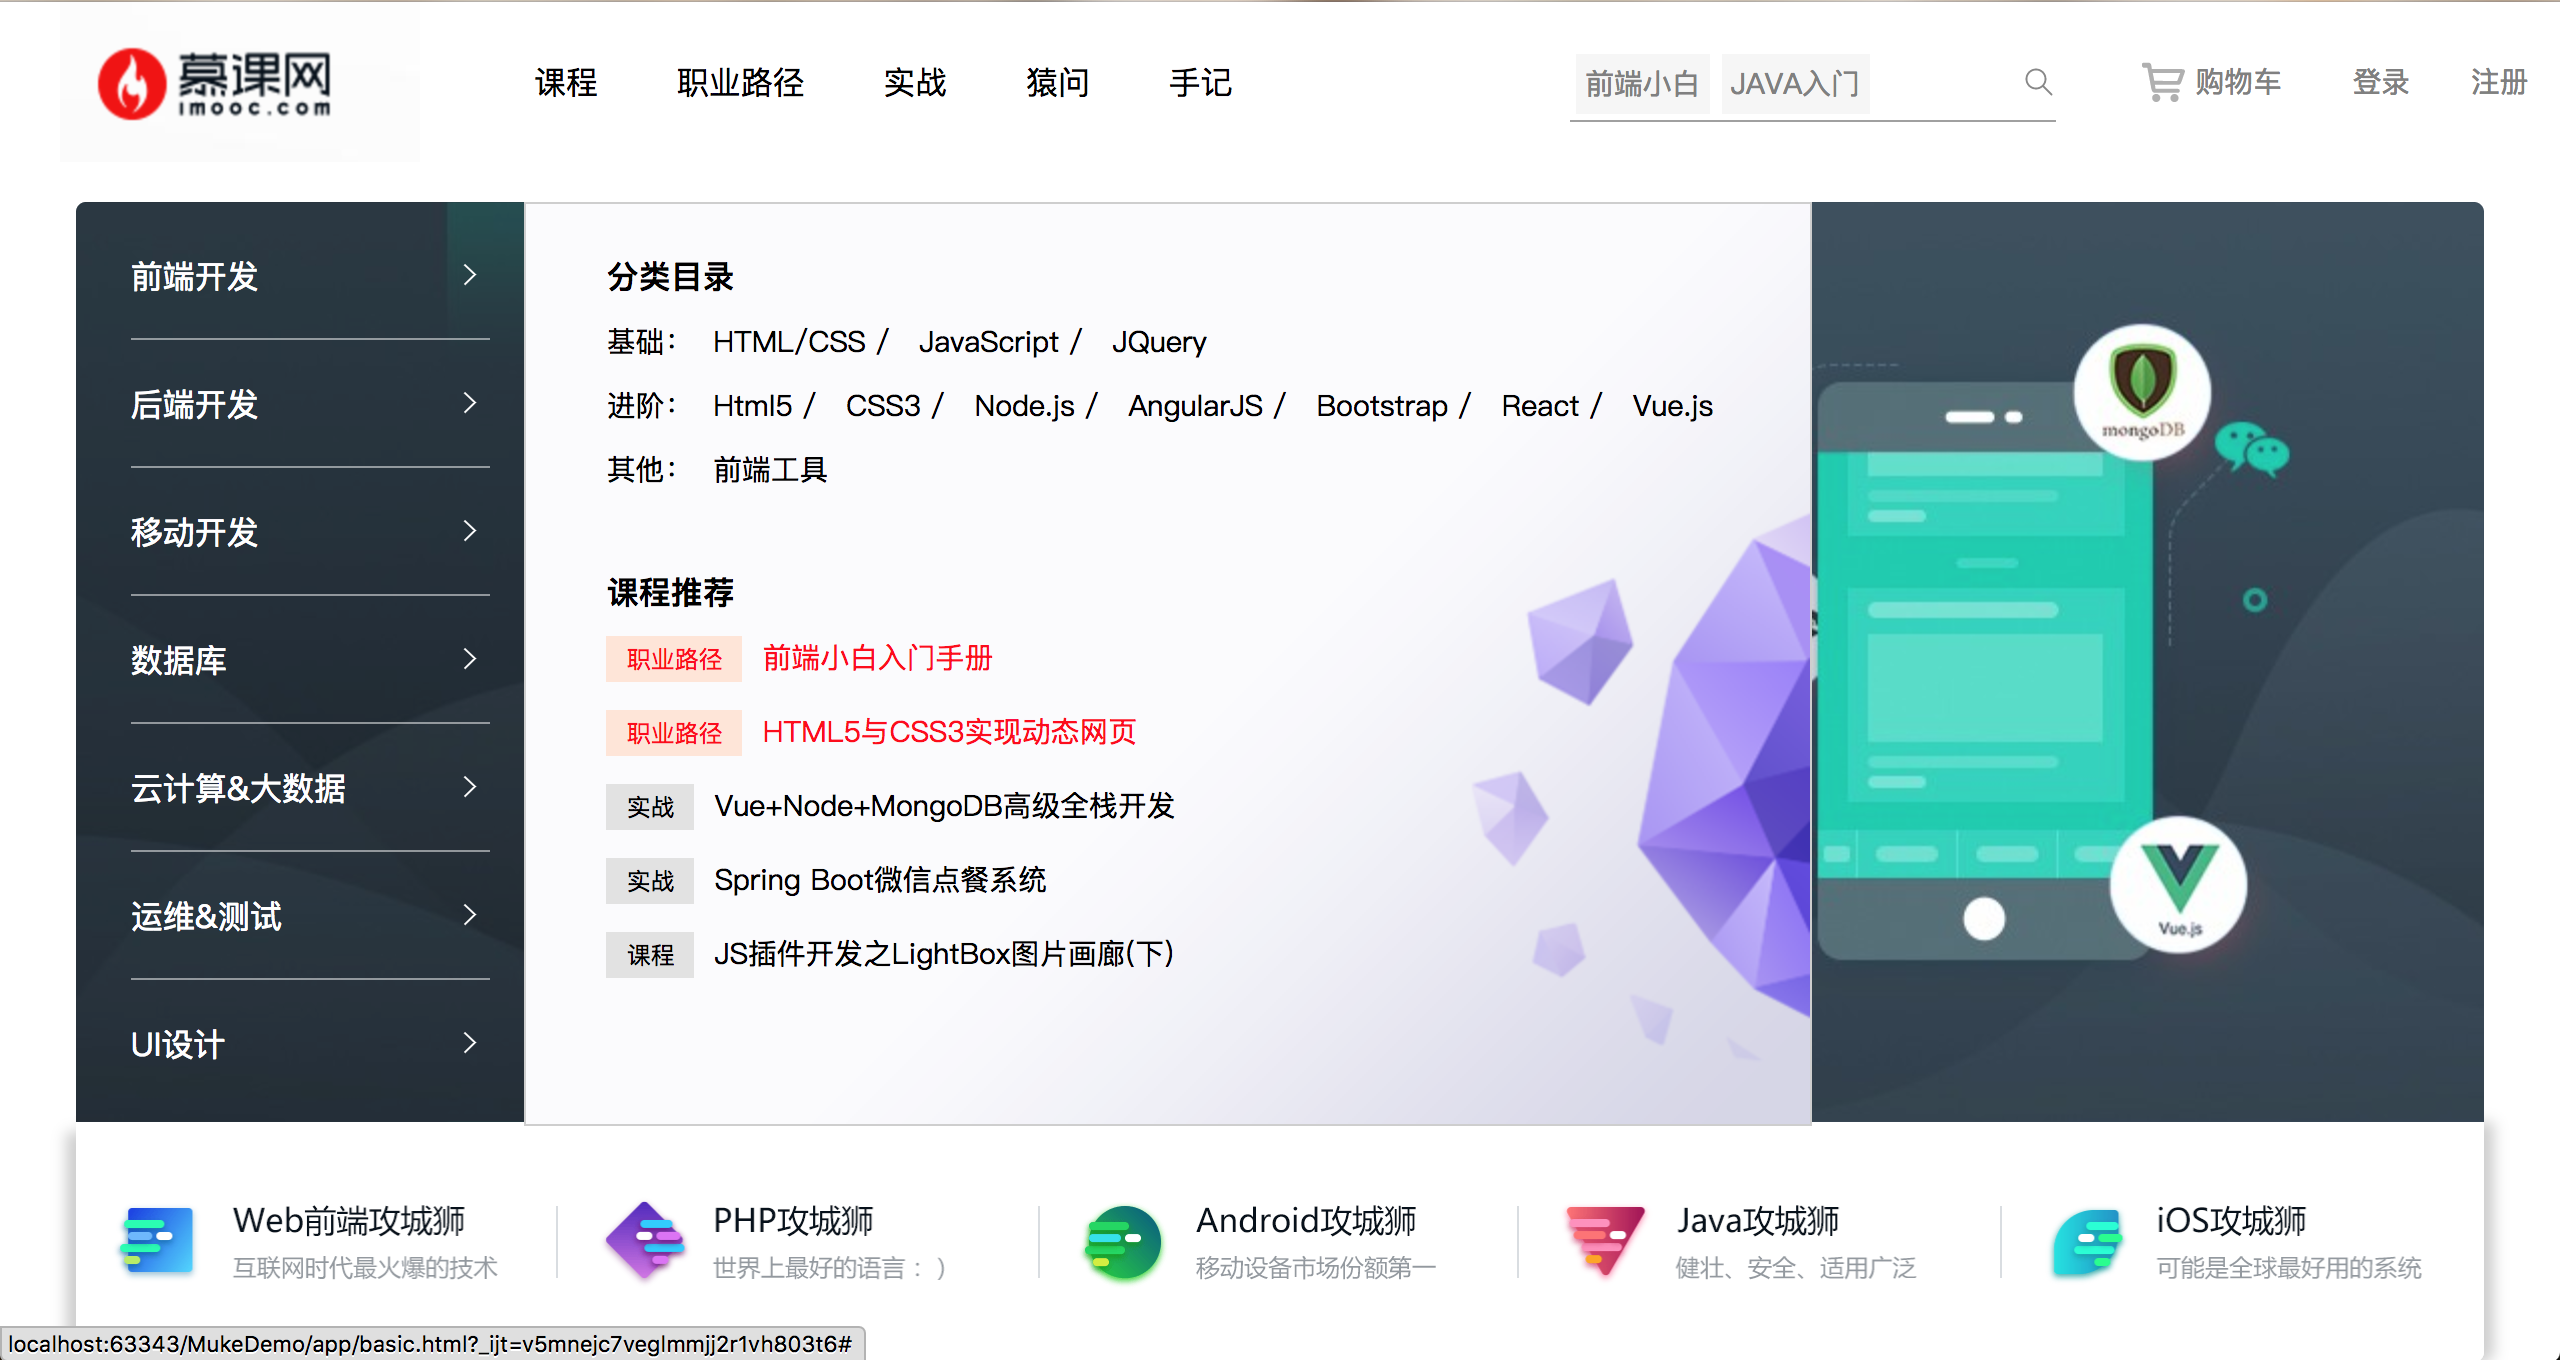 慕课网
imooc.com
课程 职业路径 实战 猿问 手记
前端小白 JAVA入门
购物车 登录 注册
前端开发
后端开发
移动开发
数据库
云计算&大数据
运维&测试
UI设计
分类目录
基础： HTML/CSS / JavaScript / JQuery
进阶： Html5 / CSS3 / Node.js / AngularJS / Bootstrap / React / Vue.js
其他： 前端工具
课程推荐
职业路径 前端小白入门手册
职业路径 HTML5与CSS3实现动态网页
实战 Vue+Node+MongoDB高级全栈开发
实战 Spring Boot微信点餐系统
课程 JS插件开发之LightBox图片画廊(下)
mongoDB
Vue.js
Web前端攻城狮
互联网时代最火爆的技术
PHP攻城狮
世界上最好的语言：)
Android攻城狮
移动设备市场份额第一
Java攻城狮
健壮、安全、适用广泛
iOS攻城狮
可能是全球最好用的系统
localhost:63343/MukeDemo/app/basic.html?_ijt=v5mnejc7veglmmjj2r1vh803t6#